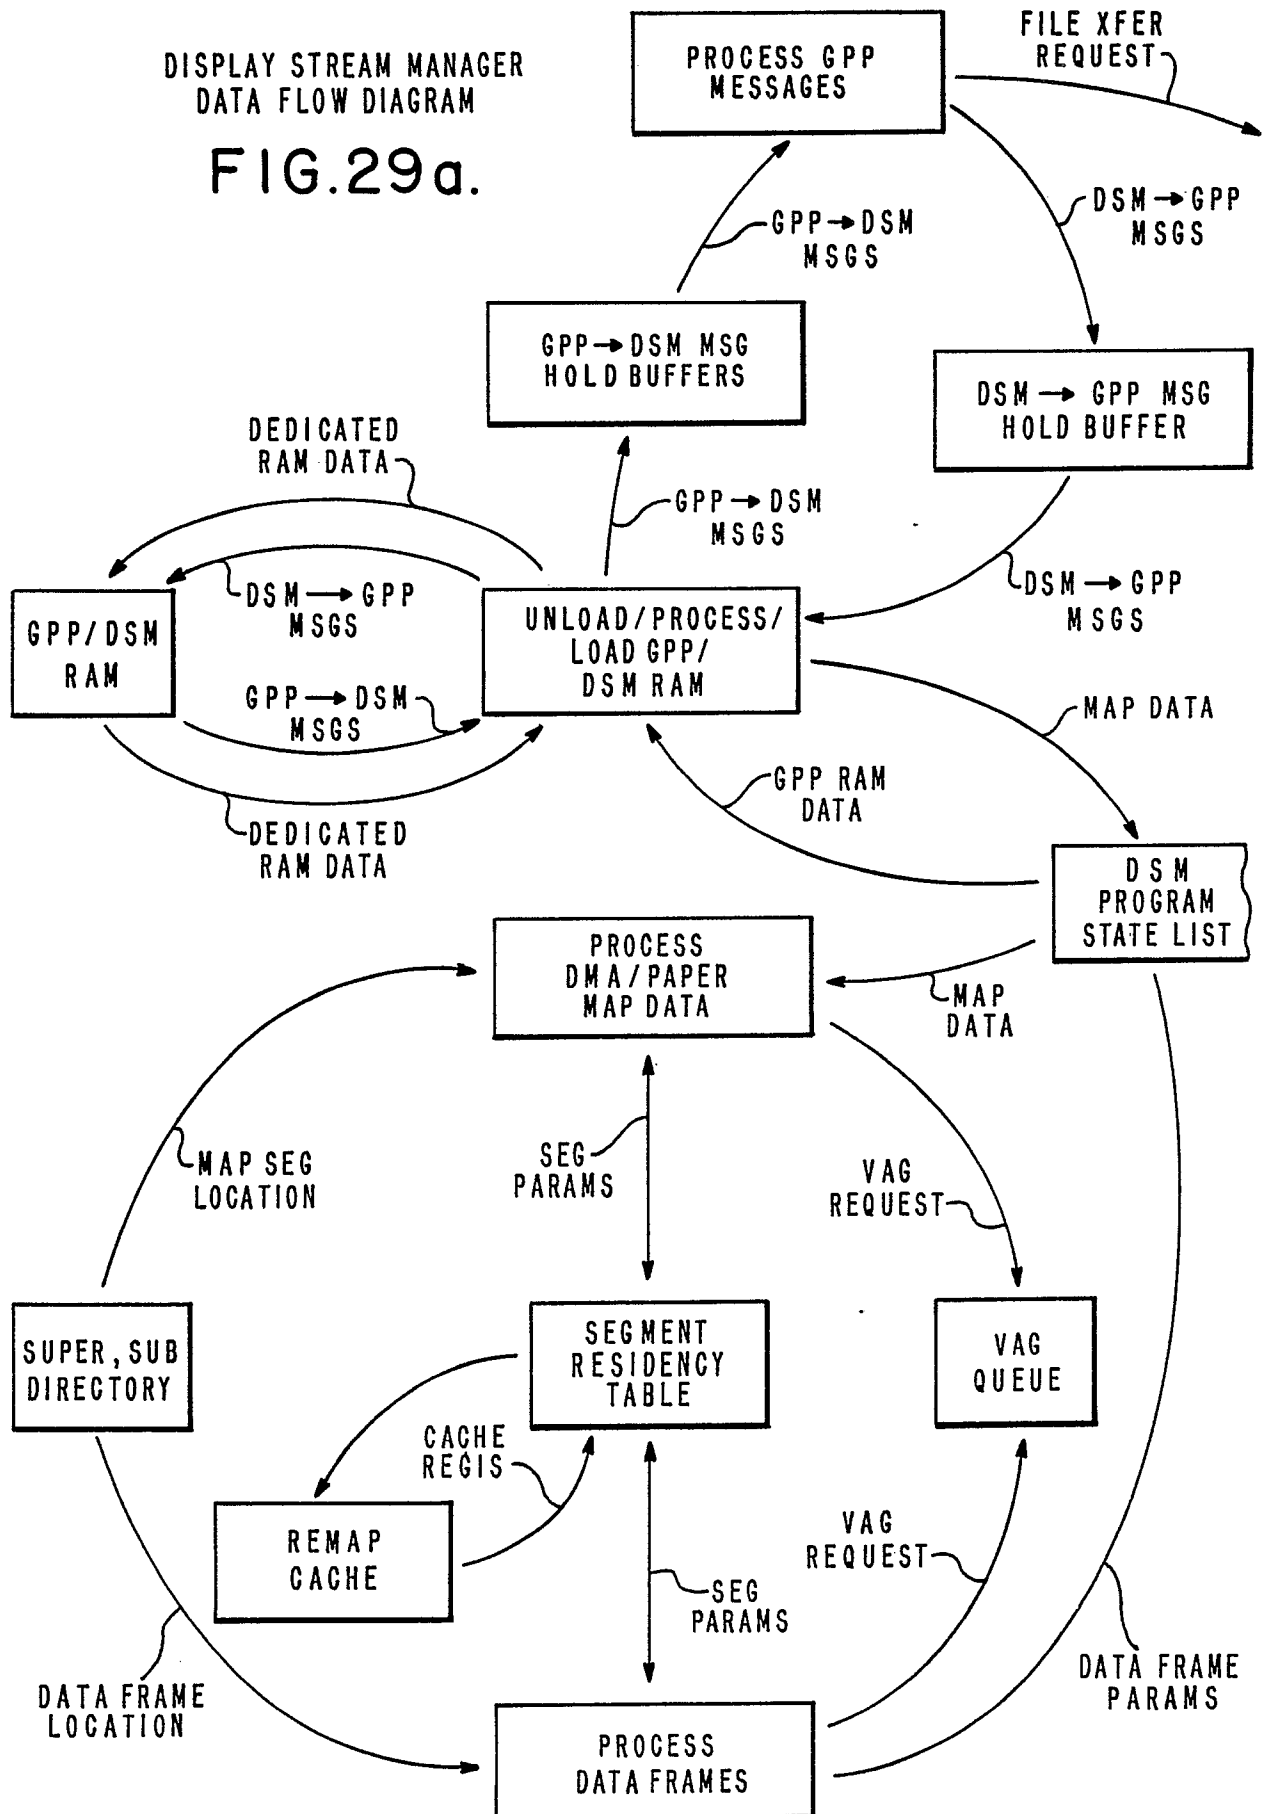 DISPLAY STREAM MANAGER
DATA FLOW DIAGRAM
FIG.29a.
PROCESS GPP
MESSAGES
FILE XFER
REQUEST
GPP→DSM
MSGS
DSM→GPP
MSGS
GPP→DSM MSG
HOLD BUFFERS
DSM→ GPP MSG
HOLD BUFFER
DEDICATED
RAM DATA
GPP→DSM
MSGS
DSM→GPP
MSGS
DSM→GPP
MSGS
GPP/DSM
RAM
UNLOAD/PROCESS/
LOAD GPP/
DSM RAM
GPP→DSM
MSGS
MAP DATA
GPP RAM
DATA
DEDICATED
RAM DATA
DSM
PROGRAM
STATE LIST
PROCESS
DMA/PAPER
MAP DATA
MAP
DATA
MAP SEG
LOCATION
SEG
PARAMS
VAG
REQUEST
SUPER, SUB
DIRECTORY
SEGMENT
RESIDENCY
TABLE
VAG
QUEUE
CACHE
REGIS
REMAP
CACHE
VAG
REQUEST
SEG
PARAMS
DATA FRAME
LOCATION
DATA FRAME
PARAMS
PROCESS
DATA FRAMES